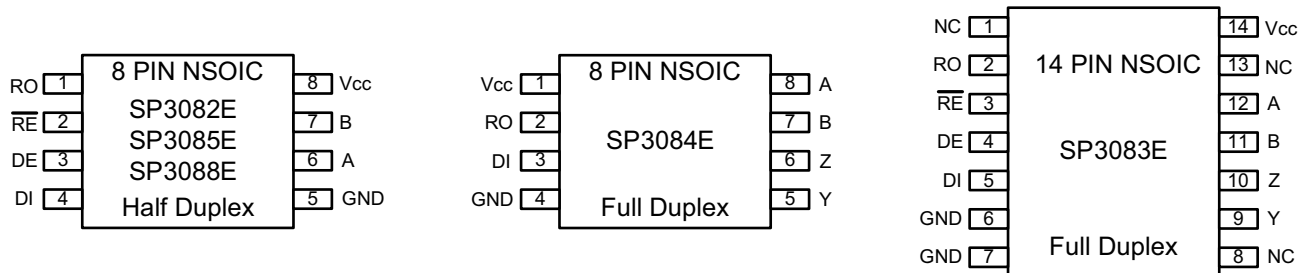 8 PIN NSOIC
SP3082E
SP3085E
SP3088E
Half Duplex
RO 1
RE 2
DE 3
DI 4
8 Vcc
7 B
6 A
5 GND
8 PIN NSOIC
SP3084E
Full Duplex
Vcc 1
RO 2
DI 3
GND 4
8 A
7 B
6 Z
5 Y
14 PIN NSOIC
SP3083E
Full Duplex
NC 1
RO 2
RE 3
DE 4
DI 5
GND 6
GND 7
14 Vcc
13 NC
12 A
11 B
10 Z
9 Y
8 NC